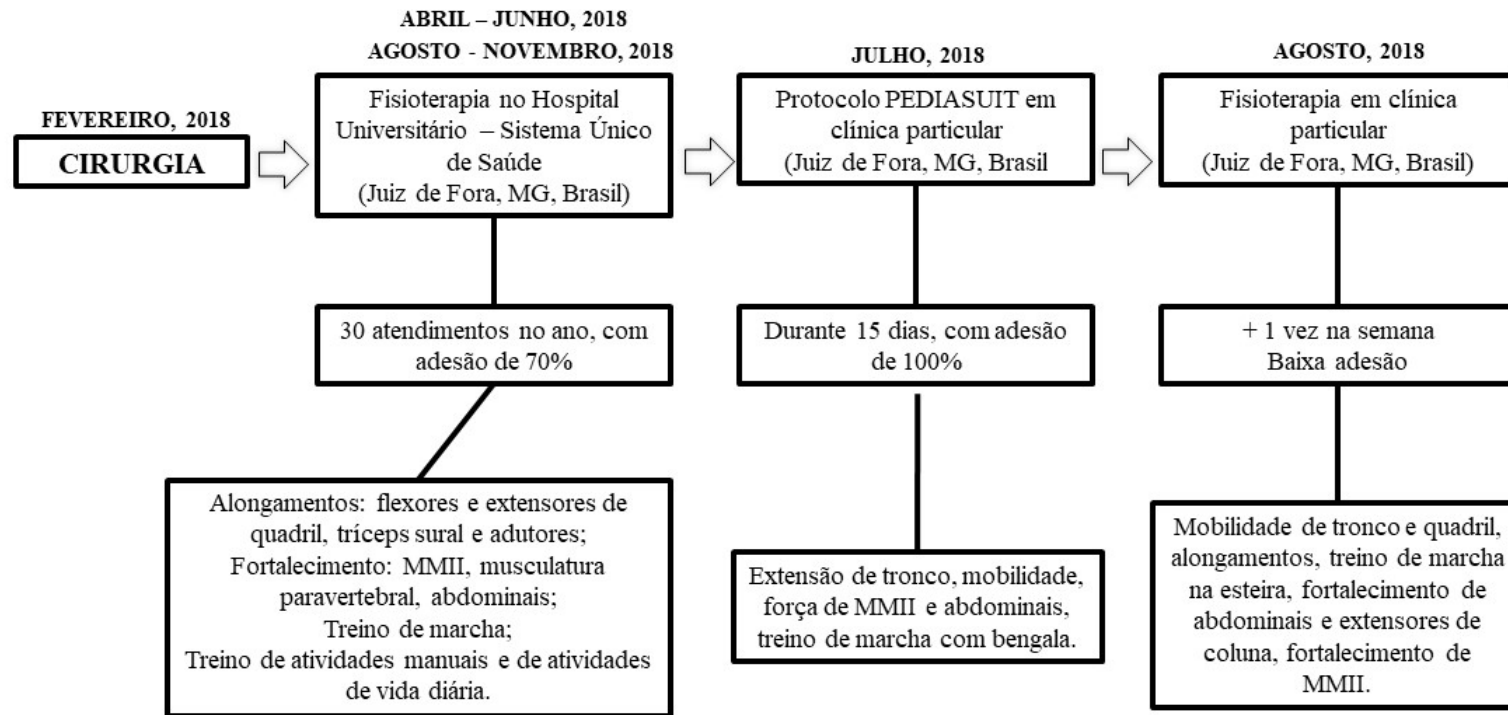 FEVEREIRO, 2018
CIRURGIA
ABRIL – JUNHO, 2018
AGOSTO - NOVEMBRO, 2018
Fisioterapia no Hospital
Universitário – Sistema Único
de Saúde
(Juiz de Fora, MG, Brasil)
30 atendimentos no ano, com
adesão de 70%
Alongamentos: flexores e extensores de
quadril, tríceps sural e adutores;
Fortalecimento: MMII, musculatura
paravertebral, abdominais;
Treino de marcha;
Treino de atividades manuais e de atividades
de vida diária.
JULHO, 2018
Protocolo PEDIASUIT em
clínica particular
(Juiz de Fora, MG, Brasil
Durante 15 dias, com adesão
de 100%
Extensão de tronco, mobilidade,
força de MMII e abdominais,
treino de marcha com bengala.
AGOSTO, 2018
Fisioterapia em clínica
particular
(Juiz de Fora, MG, Brasil)
+ 1 vez na semana
Baixa adesão
Mobilidade de tronco e quadril,
alongamentos, treino de marcha
na esteira, fortalecimento de
abdominais e extensores de
coluna, fortalecimento de
MMII.